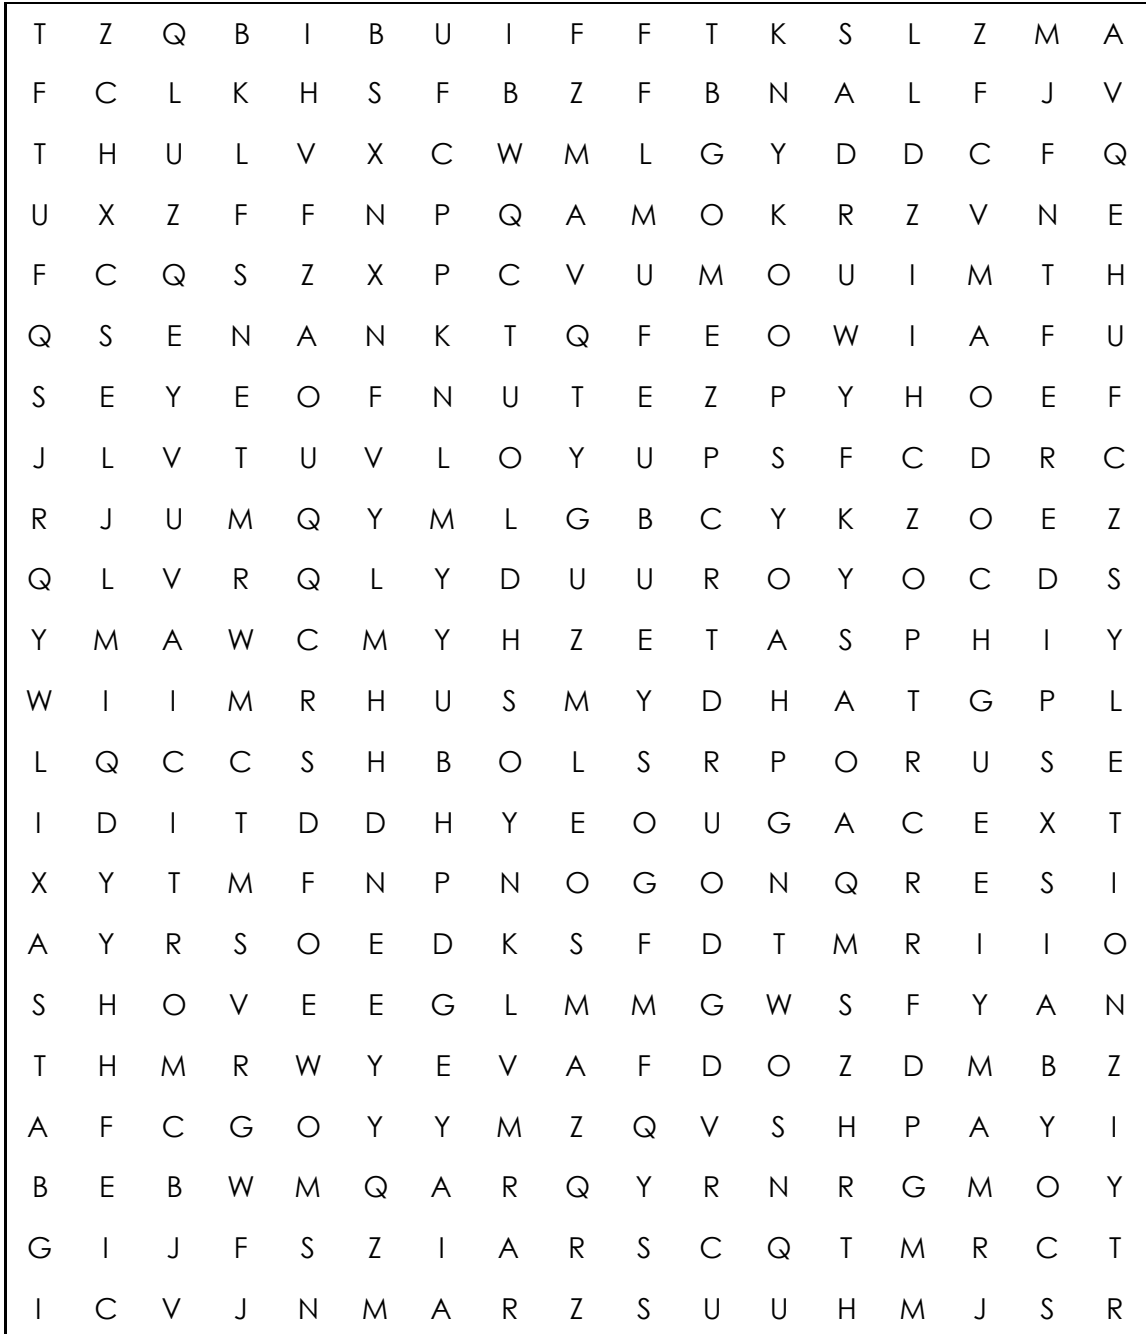 T Z Q B I B U I F F T K S L Z M A
F C L K H S F B Z F B N A L F J V
T H U L V X C W M L G Y D D C F Q
U X Z F F N P Q A M O K R Z V N E
F C Q S Z X P C V U M O U I M T H
Q S E N A N K T Q F E O W I A F U
S E Y E O F N U T E Z P Y H O E F
J L V T U V L O Y U P S F C D R C
R J U M Q Y M L G B C Y K Z O E Z
Q L V R Q L Y D U U R O Y O C D S
Y M A W C M Y H Z E T A S P H I Y
W I I M R H U S M Y D H A T G P L
L Q C C S H B O L S R P O R U S E
I D I T D D H Y E O U G A C E X T
X Y T M F N P N O G O N Q R E S I
A Y R S O E D K S F D T M R I I O
S H O V E E G L M M G W S F Y A N
T H M R W Y E V A F D O Z D M B Z
A F C G O Y Y M Z Q V S H P A Y I
B E B W M Q A R Q Y R N R G M O Y
G I J F S Z I A R S C Q T M R C T
I C V J N M A R Z S U U H M J S R